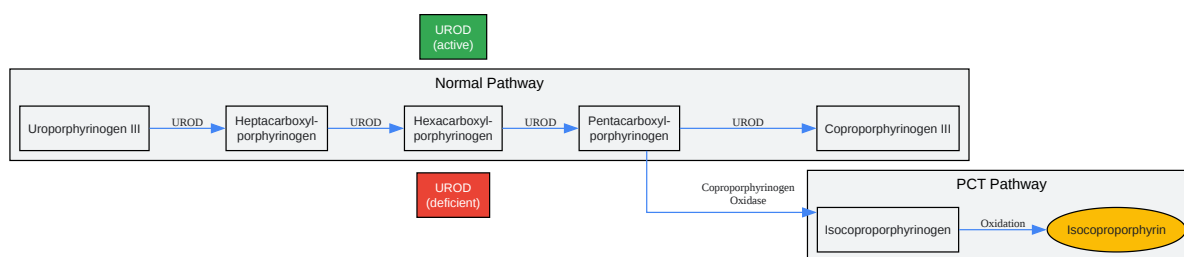 UROD
(active)
Normal Pathway
Uroporphyrinogen III
UROD
Heptacarboxyl-
porphyrinogen
UROD
Hexacarboxyl-
porphyrinogen
UROD
Pentacarboxyl-
porphyrinogen
UROD
Coproporphyrinogen III
UROD
(deficient)
Coproporphyrinogen
Oxidase
PCT Pathway
Isocoproporphyrinogen
Oxidation
Isocoproporphyrin